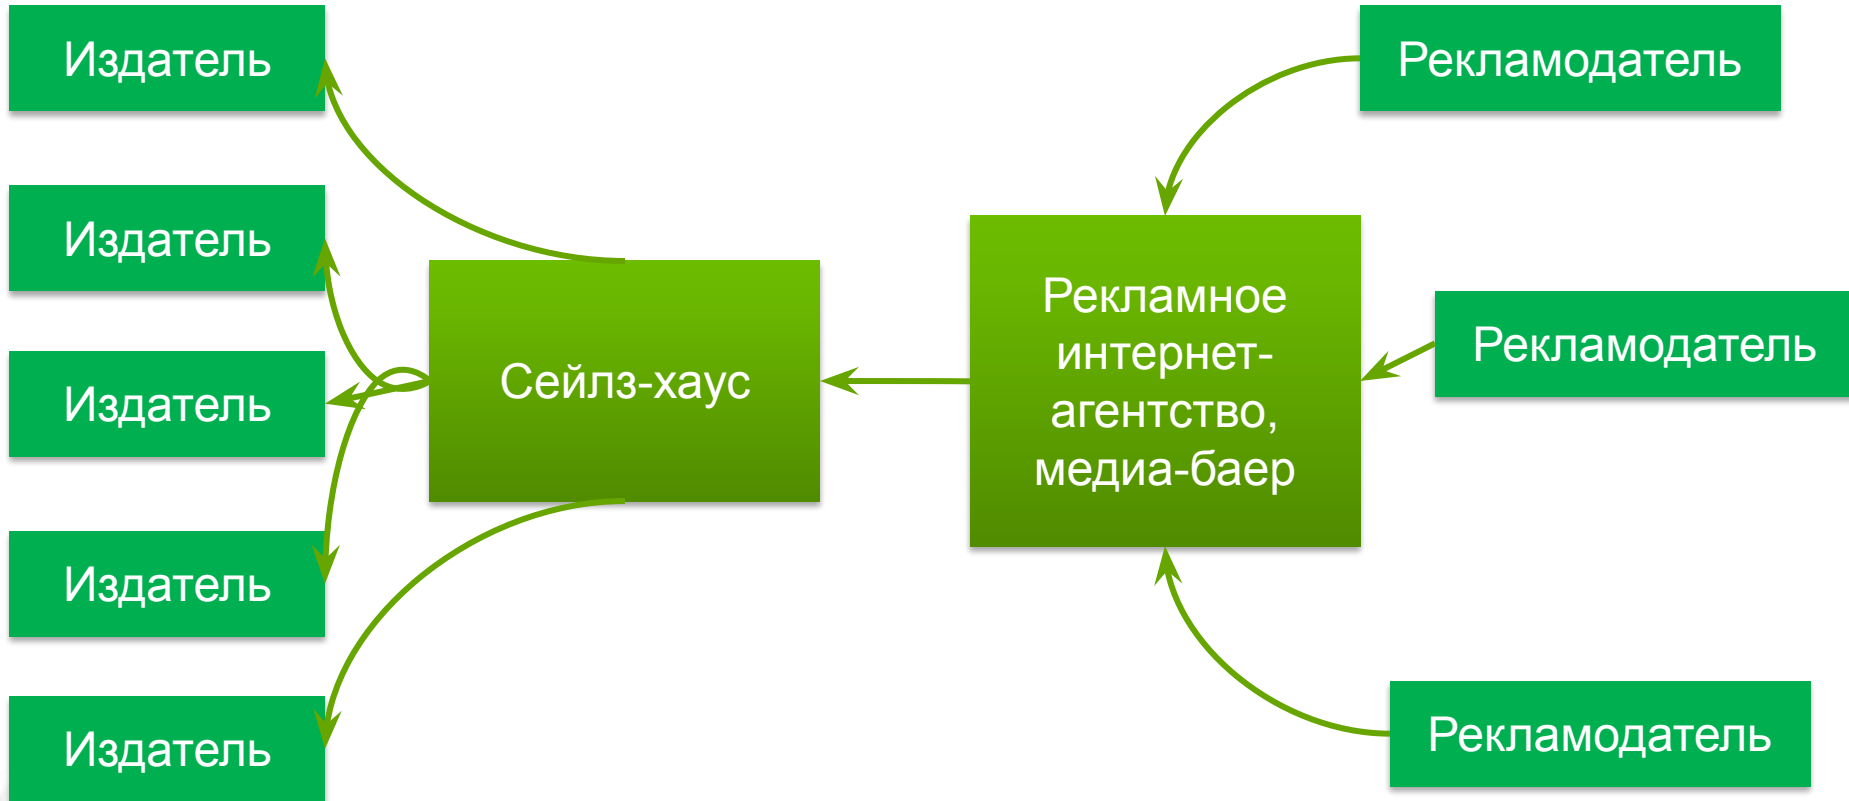 Издатель
Издатель
Издатель
Издатель
Издатель
Сейлз-хаус
Рекламное
интернет-
агентство,
медиа-баер
Рекламодатель
Рекламодатель
Рекламодатель